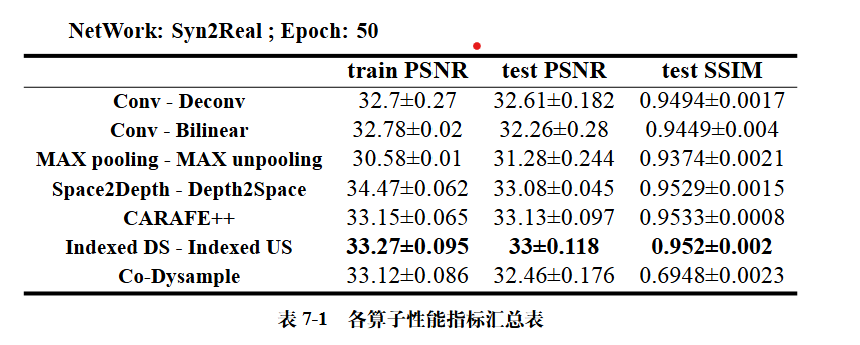 NetWork: Syn2Real ; Epoch: 50
train PSNR test PSNR test SSIM
Conv - Deconv 32.7±0.27 32.61±0.182 0.9494±0.0017
Conv - Bilinear 32.78±0.02 32.26±0.28 0.9449±0.004
MAX pooling - MAX unpooling 30.58±0.01 31.28±0.244 0.9374±0.0021
Space2Depth - Depth2Space 34.47±0.062 33.08±0.045 0.9529±0.0015
CARAFE++ 33.15±0.065 33.13±0.097 0.9533±0.0008
Indexed DS - Indexed US 33.27±0.095 33±0.118 0.952±0.002
Co-Dysample 33.12±0.086 32.46±0.176 0.6948±0.0023
表 7-1 各算子性能指标汇总表